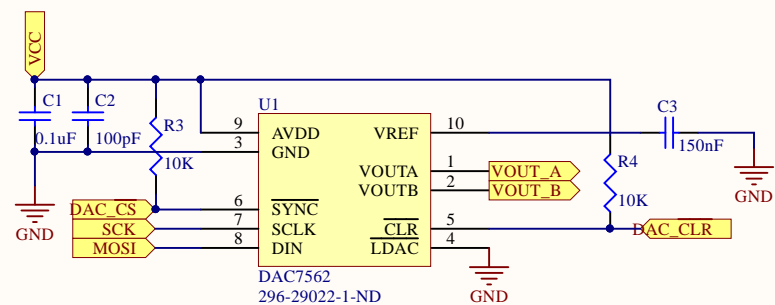 VCC
C1
0.1uF
C2
100pF
R3
10K
U1
9
3
6
7
8
AVDD
GND
SYNC
SCLK
DIN
VREF
VOUTA
VOUTB
CLR
LDAC
10
1
2
5
4
DAC7562
296-29022-1-ND
VOUT_A
VOUT_B
C3
150nF
R4
10K
DAC_CS
SCK
MOSI
DAC_CLR
GND
GND
GND